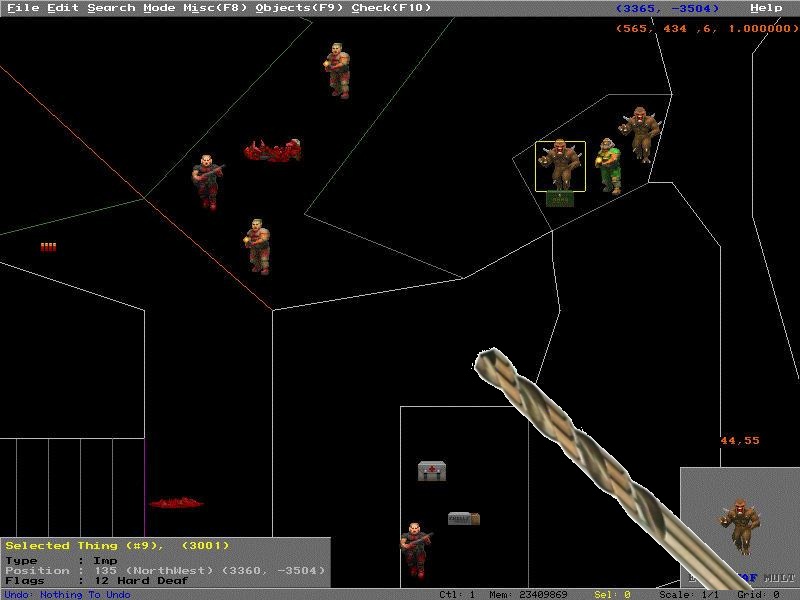 File Edit Search Mode Misc(F8) Objects(F9) Check(F10) (3365, -3504) Help
(565, 434 ,6, 1.000000)
44,55
Selected Thing (#9), (3001)
Type : Imp
Position : 135 (NorthWest) (3360, -3504)
Flags : 12 Hard Deaf
MULT
Undo: Nothing To Undo Ctl: 1 Mem: 23409869 Sel: 0 Scale: 1/1 Grid: 0